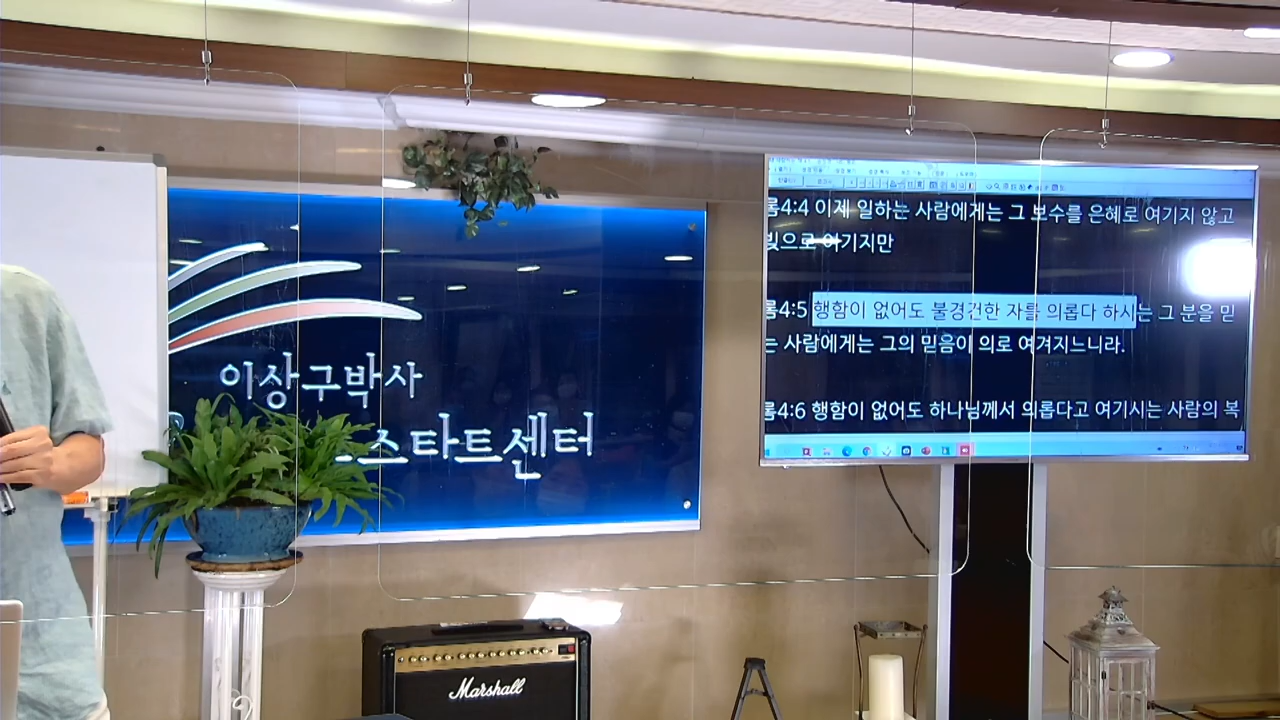 이상구박사
스타트센터
롬4:4 이제 일하는 사람에게는 그 보수를 은혜로 여기지 않고
빚으로 여기지만
롬4:5 행함이 없어도 불경건한 자를 의롭다 하시는 그 분을 믿
는 사람에게는 그의 믿음이 의로 여겨지느니라.
롬4:6 행함이 없어도 하나님께서 의롭다고 여기시는 사람의 복
Marshall